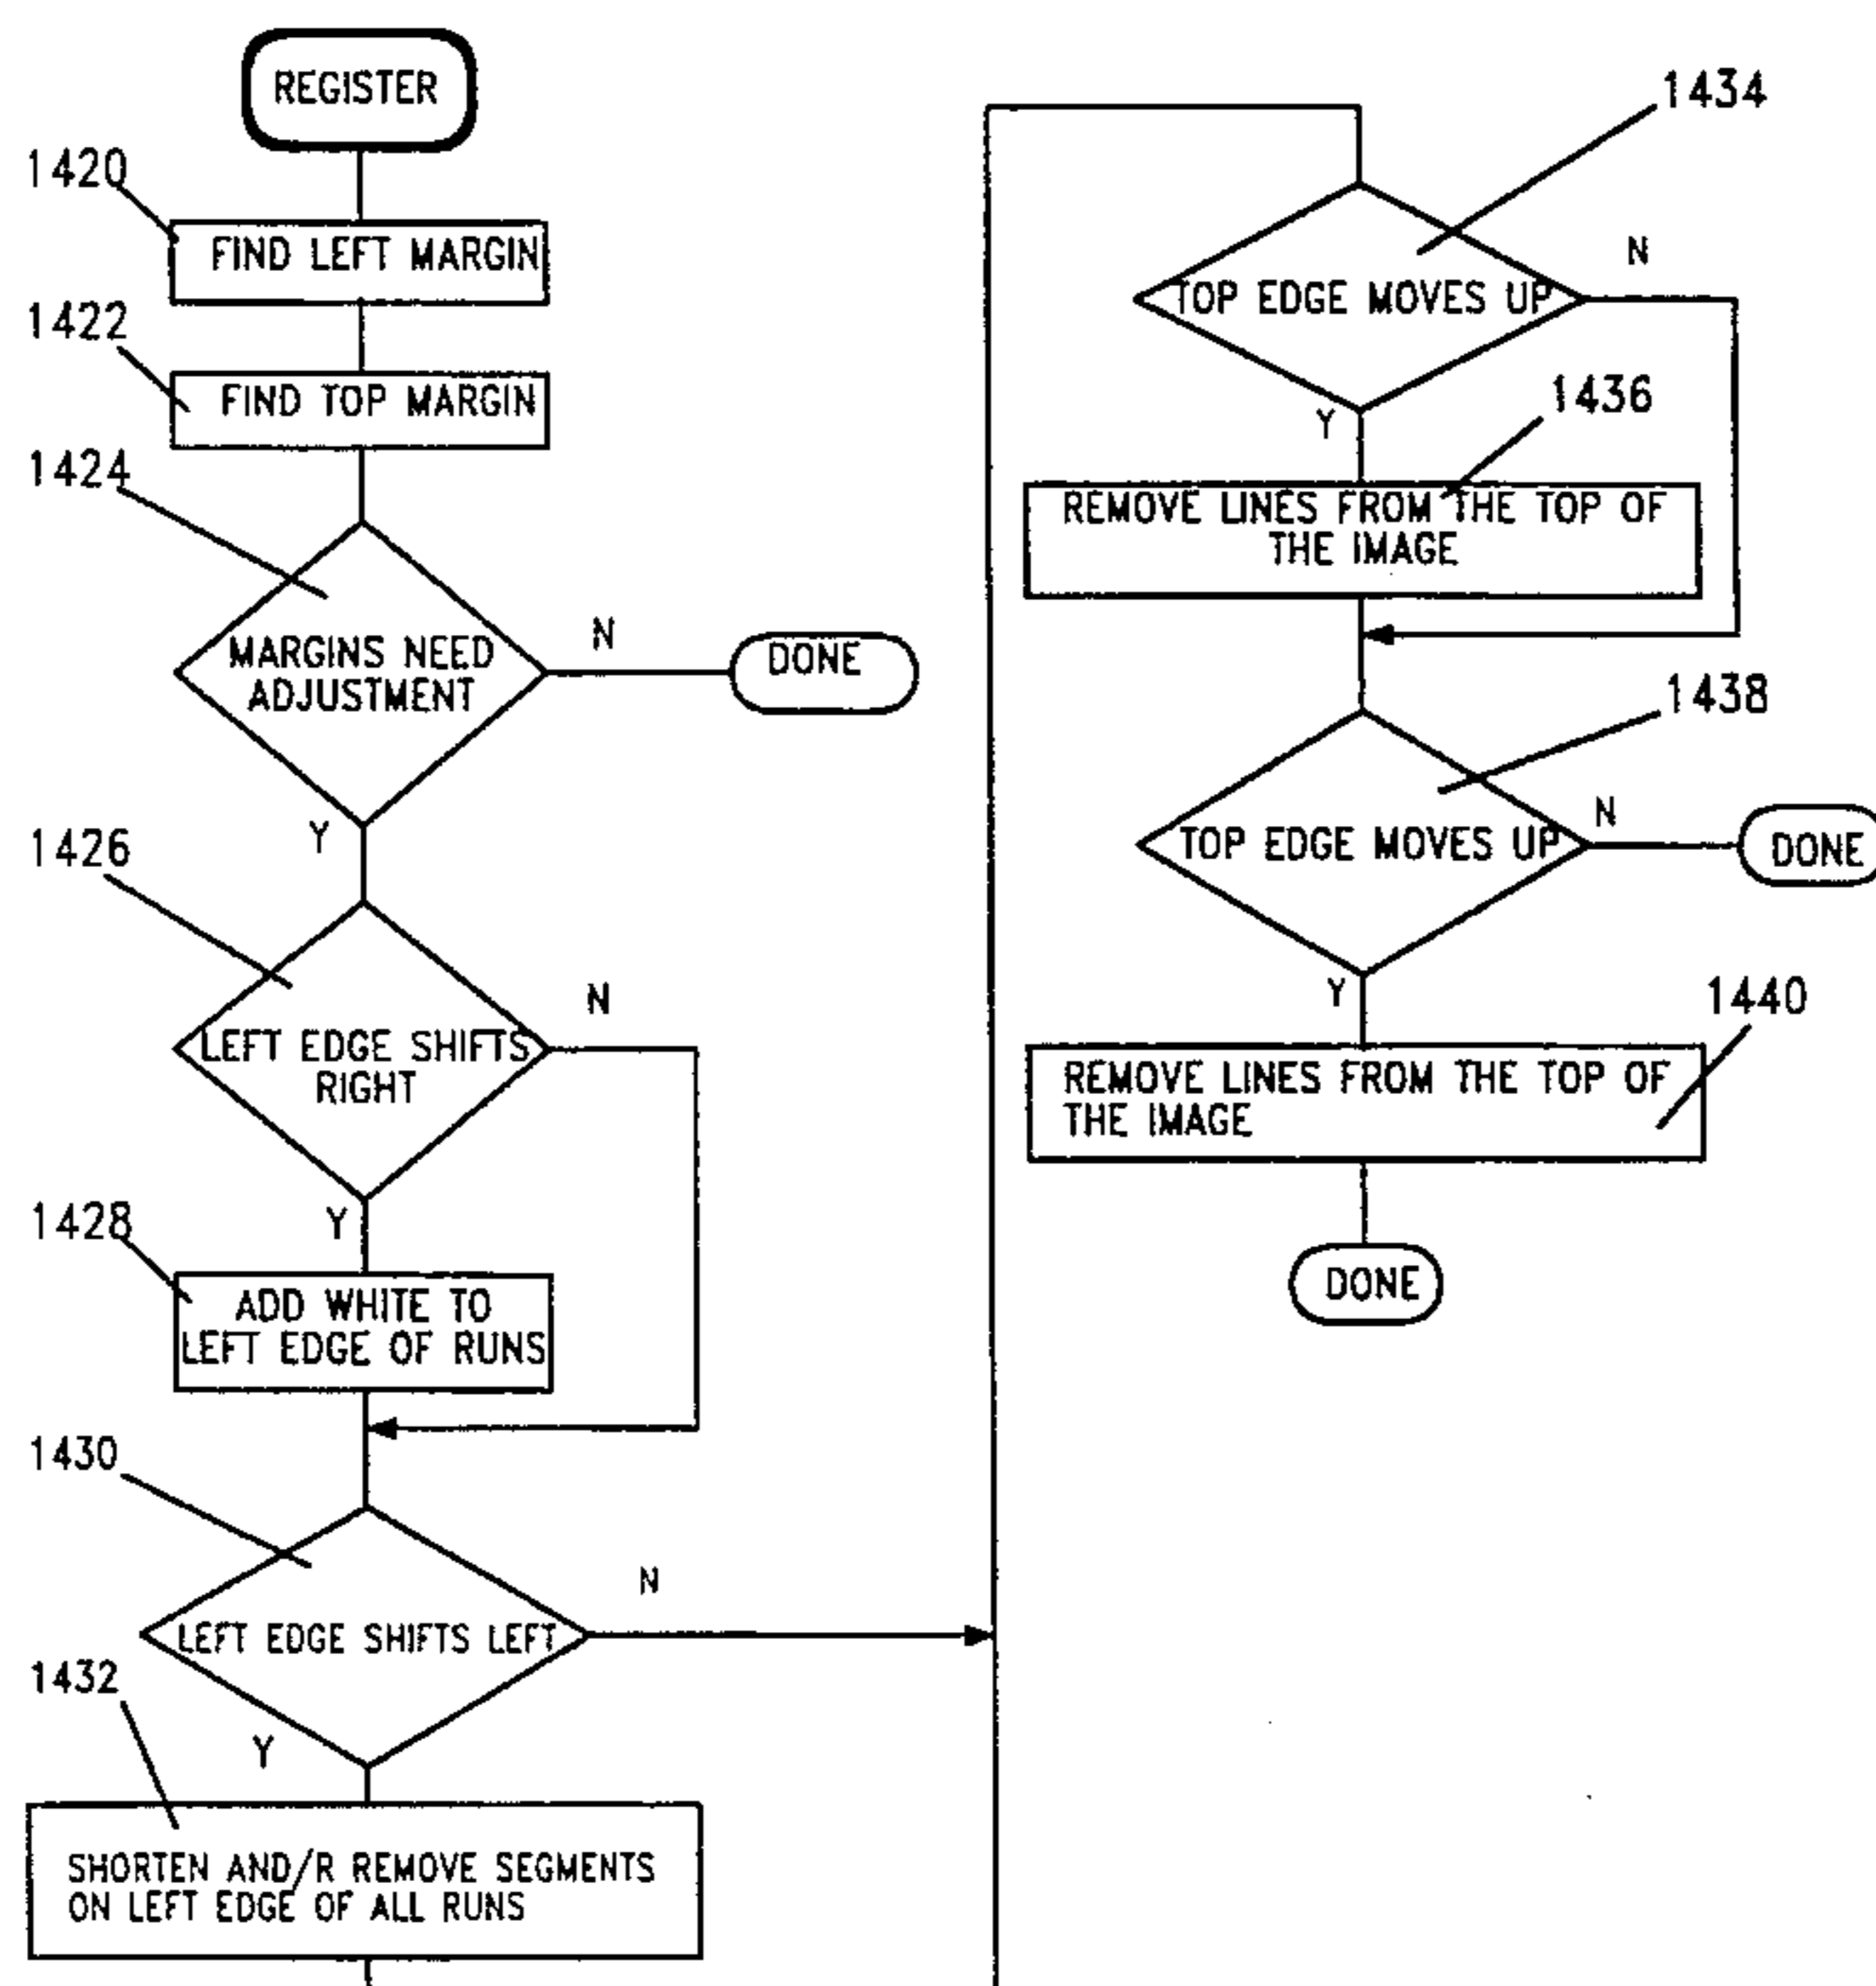 REGISTER
1420
FIND LEFT MARGIN
1422
FIND TOP MARGIN
1424
MARGINS NEED
ADJUSTMENT
N
DONE
Y
1426
LEFT EDGE SHIFTS
RIGHT
N
Y
1428
ADD WHITE TO
LEFT EDGE OF RUNS
1430
LEFT EDGE SHIFTS LEFT
N
Y
1432
SHORTEN AND/R REMOVE SEGMENTS
ON LEFT EDGE OF ALL RUNS
1434
TOP EDGE MOVES UP
N
Y
1436
REMOVE LINES FROM THE TOP OF
THE IMAGE
1438
TOP EDGE MOVES UP
N
DONE
Y
1440
REMOVE LINES FROM THE TOP OF
THE IMAGE
DONE